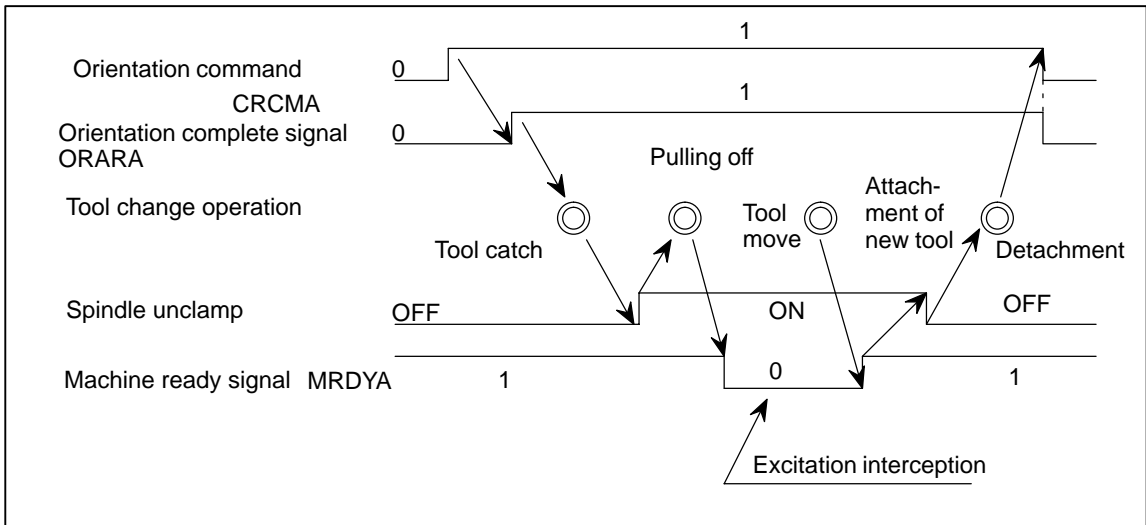 1
Orientation command 0
CRCMA
1
Orientation complete signal 0
ORARA
Pulling off
Tool change operation
Tool catch
Tool
move
Attach-
ment of
new tool
Detachment
Spindle unclamp OFF ON OFF
Machine ready signal MRDYA 1 0 1
Excitation interception